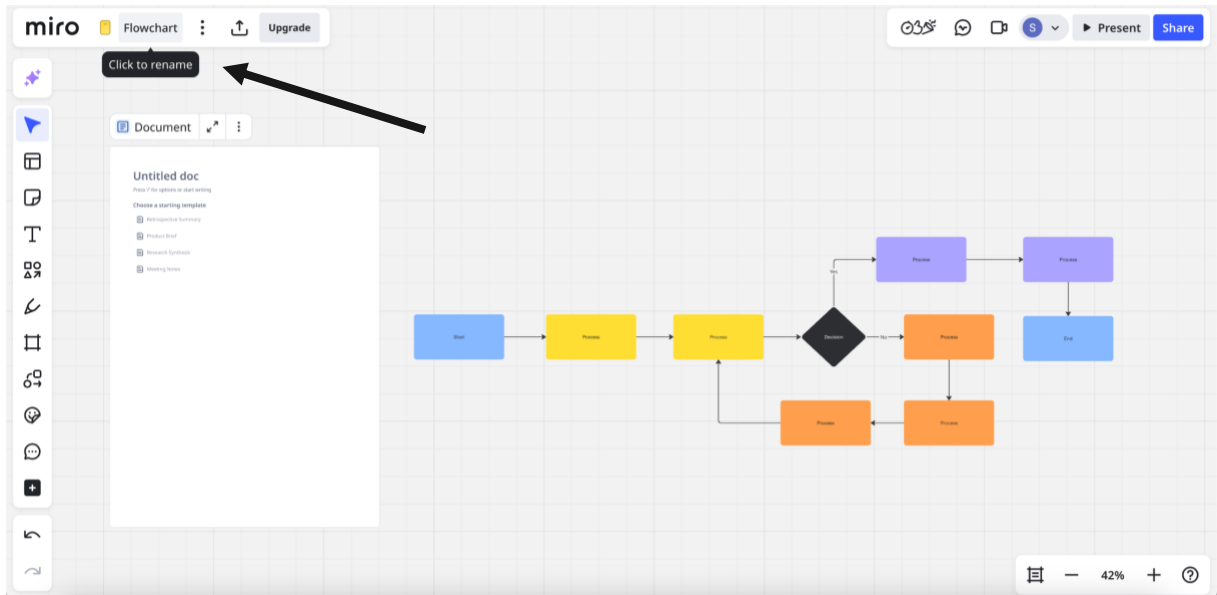 miro
Flowchart
Upgrade
S
Present
Share
Click to rename
Document
Untitled doc
Press '/' for options or start writing
Choose a starting template
Retrospective Summary
Product Brief
Research Synthesis
Meeting Notes
Process
Process
Yes
Start
Process
Process
Decision
No
Process
End
Process
Process
42%